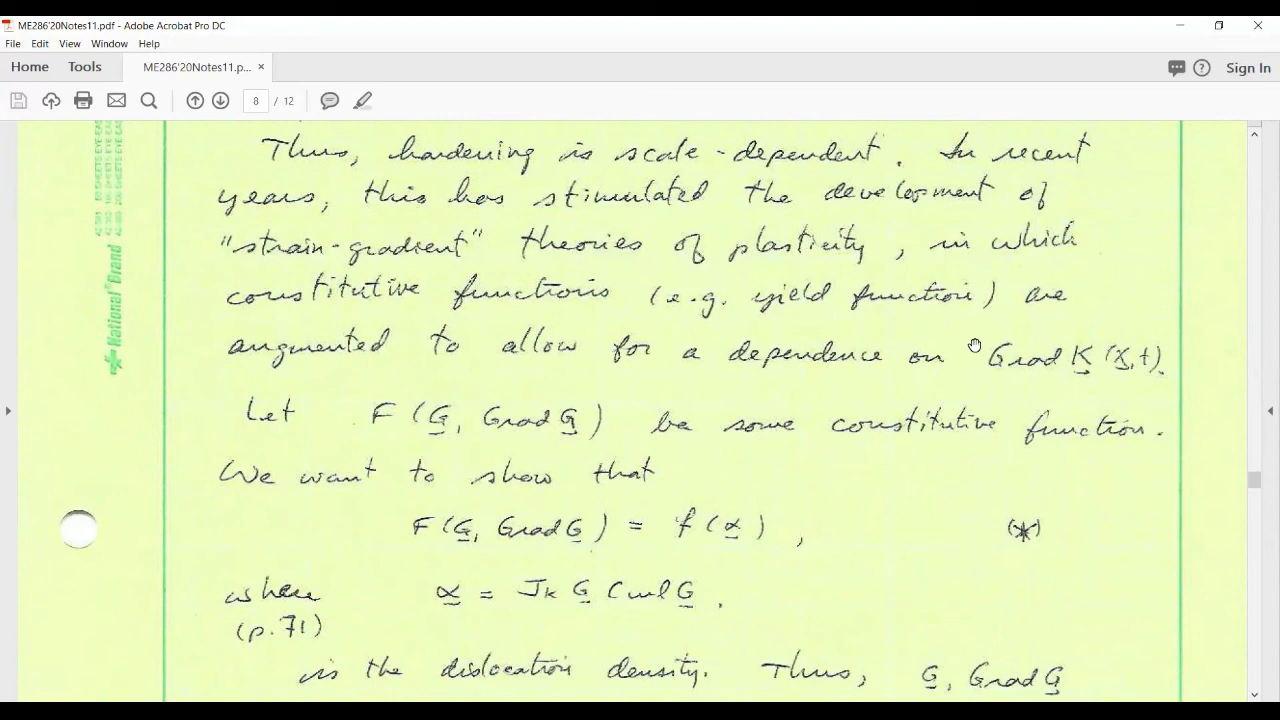 ME286'20Notes11.pdf - Adobe Acrobat Pro DC
File Edit View Window Help
Home Tools ME286'20Notes11.p... × Sign In
8 / 12
Thus, hardening is scale-dependent. In recent
years, this has stimulated the development of
"strain-gradient" theories of plasticity, in which
constitutive functions (e.g. yield function) are
augmented to allow for a dependence on Grad K(X,t).
Let F(G, Grad G) be some constitutive function.
We want to show that
F(G, Grad G) = f(α), (*)
where α = J_K G Curl G.
(p.71)
is the dislocation density. Thus, G, Grad G
National Brand